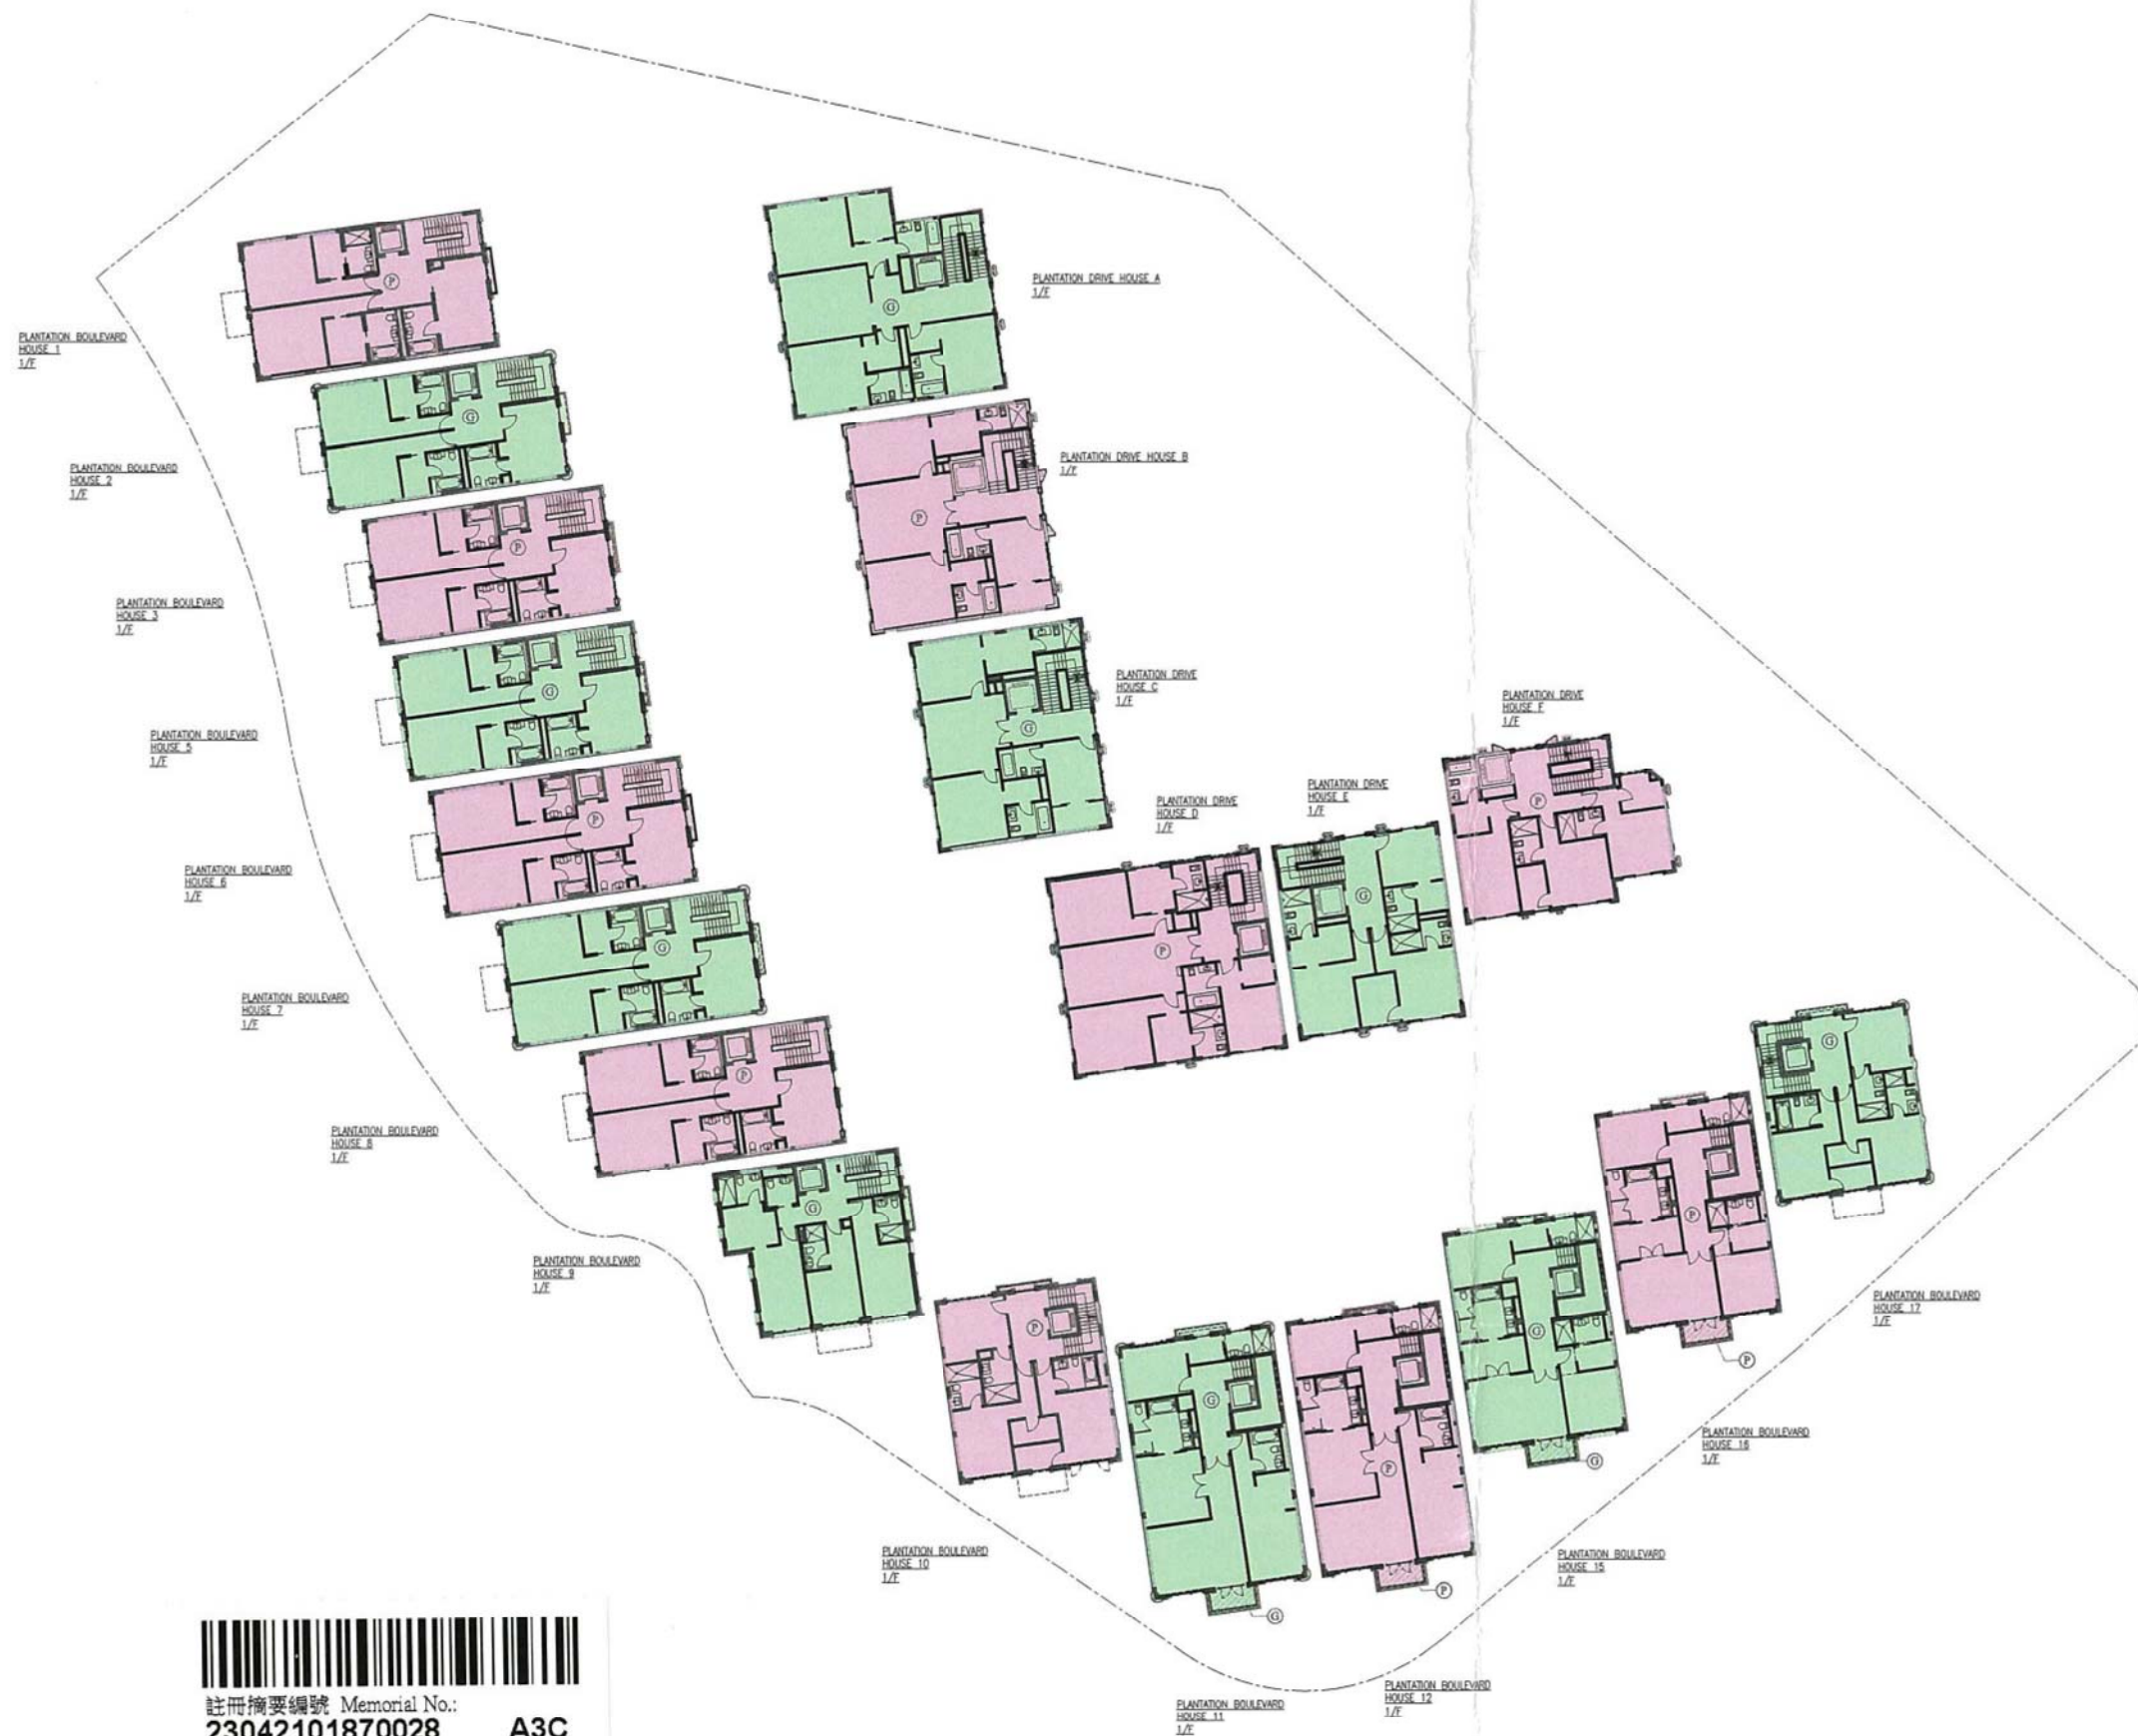 PLANTATION BOULEVARD
HOUSE 1
1/F
P
PLANTATION BOULEVARD
HOUSE 2
1/F
G
PLANTATION BOULEVARD
HOUSE 3
1/F
P
PLANTATION BOULEVARD
HOUSE 5
1/F
G
PLANTATION BOULEVARD
HOUSE 6
1/F
P
PLANTATION BOULEVARD
HOUSE 7
1/F
G
PLANTATION BOULEVARD
HOUSE 8
1/F
P
PLANTATION BOULEVARD
HOUSE 9
1/F
G
PLANTATION DRIVE HOUSE A
1/F
G
PLANTATION DRIVE HOUSE B
1/F
P
PLANTATION DRIVE
HOUSE C
1/F
G
PLANTATION DRIVE
HOUSE D
1/F
P
PLANTATION DRIVE
HOUSE E
1/F
G
PLANTATION DRIVE
HOUSE F
1/F
P
PLANTATION BOULEVARD
HOUSE 10
1/F
P
PLANTATION BOULEVARD
HOUSE 11
1/F
G
G
PLANTATION BOULEVARD
HOUSE 12
1/F
P
P
PLANTATION BOULEVARD
HOUSE 15
1/F
G
G
PLANTATION BOULEVARD
HOUSE 16
1/F
P
P
PLANTATION BOULEVARD
HOUSE 17
1/F
G
註冊摘要編號 Memorial No.:
23042101870028 A3C